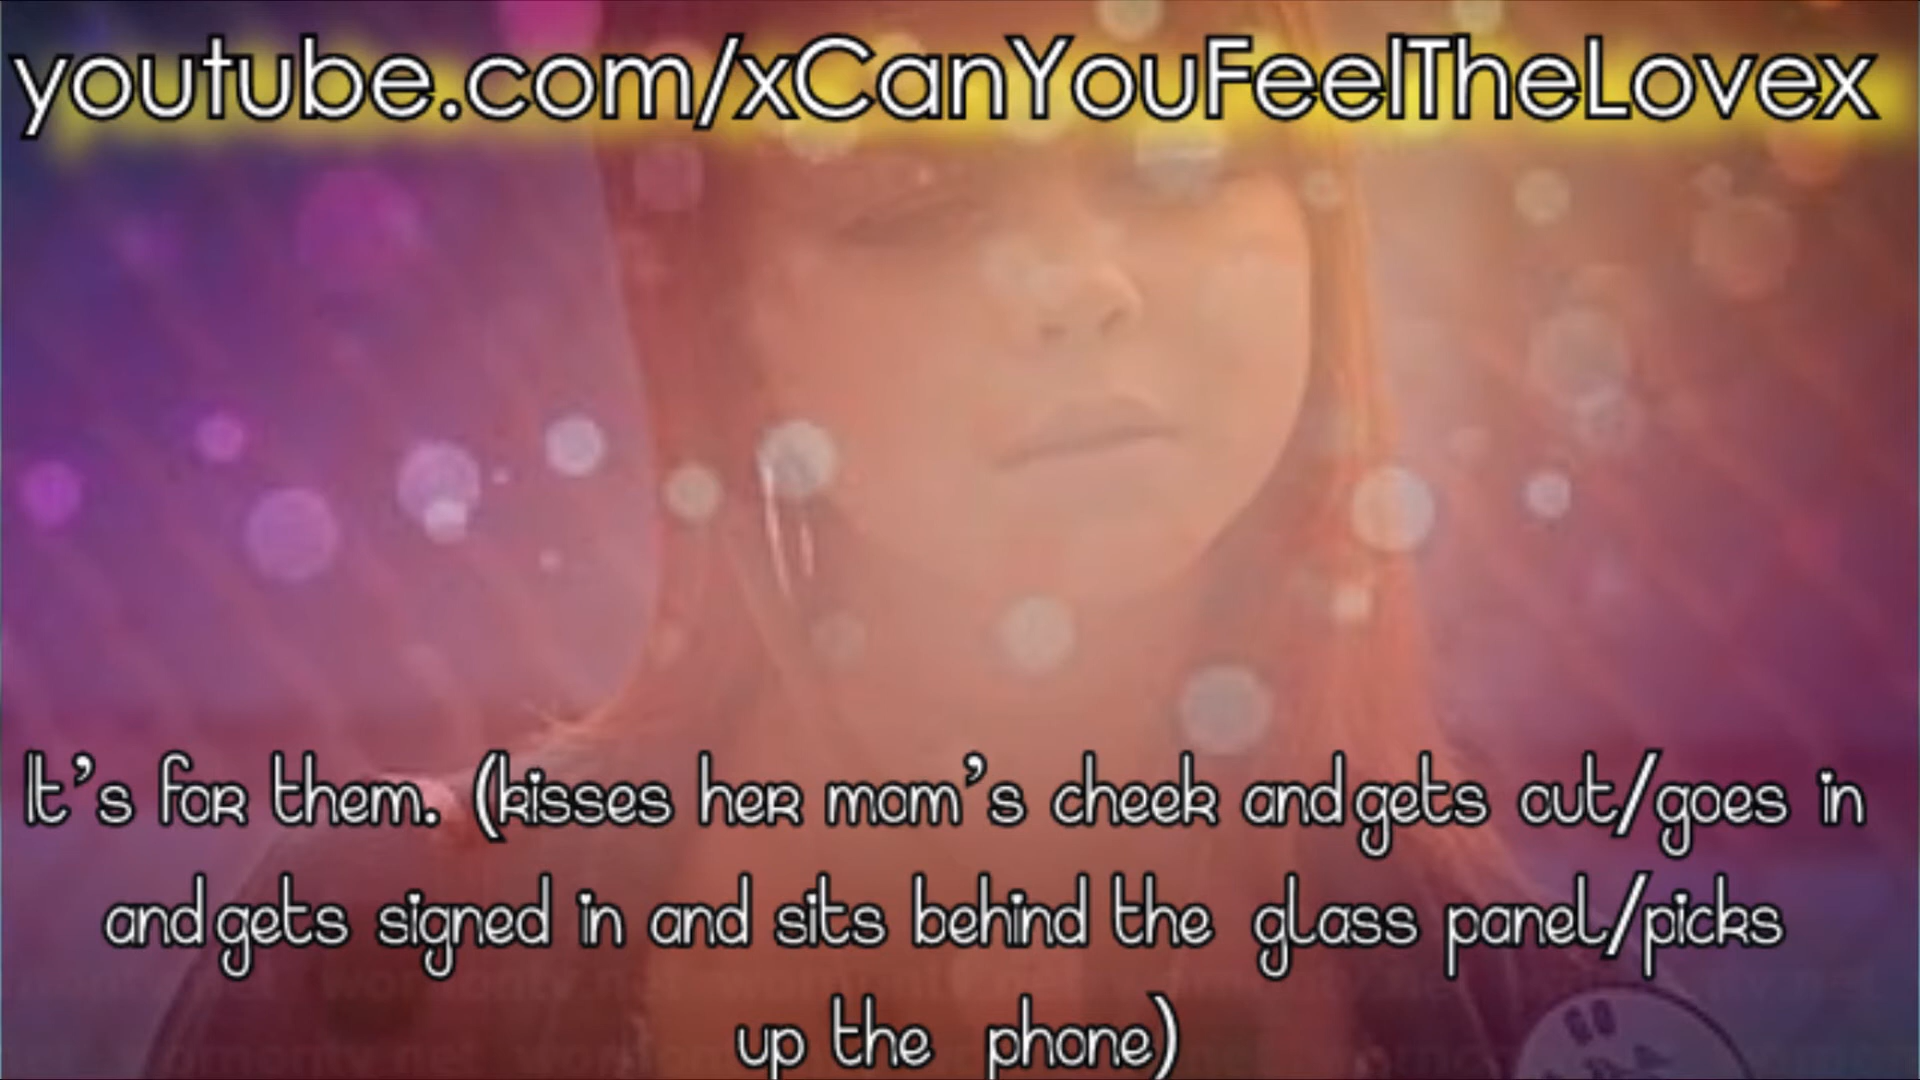 youtube.com/xCanYouFeelTheLovex
It's for them. (kisses her mom's cheek and gets out/goes in
and gets signed in and sits behind the glass panel/picks
up the phone)
GO